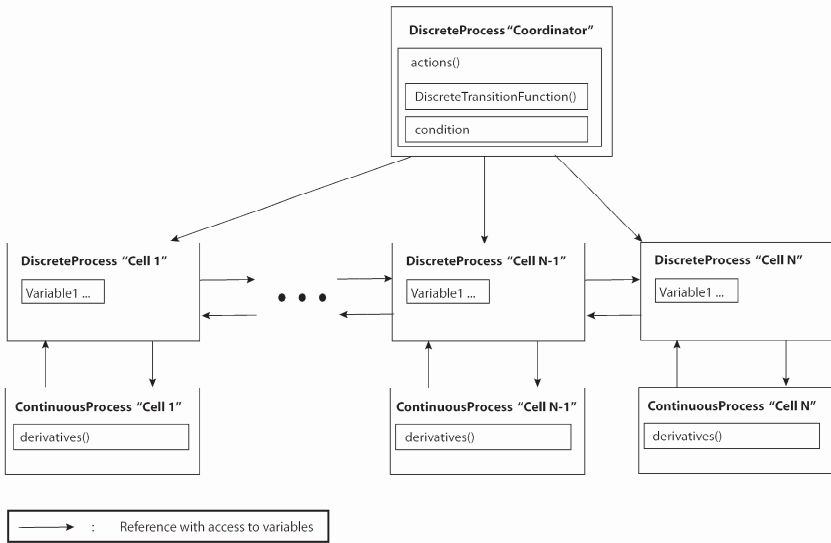 DiscreteProcess “Coordinator”
actions()
DiscreteTransitionFunction()
condition
DiscreteProcess “Cell 1”
Variable1 ...
DiscreteProcess “Cell N-1”
Variable1 ...
DiscreteProcess “Cell N”
Variable1 ...
ContinuousProcess “Cell 1”
derivatives()
ContinuousProcess “Cell N-1”
derivatives()
ContinuousProcess “Cell N”
derivatives()
: Reference with access to variables